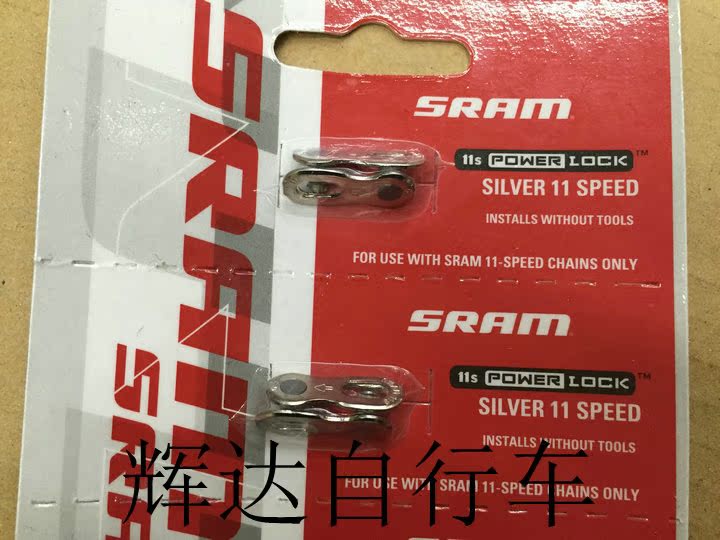 SRAM
SRAM
11s POWER LOCK™
SILVER 11 SPEED
INSTALLS WITHOUT TOOLS
FOR USE WITH SRAM 11-SPEED CHAINS ONLY
SRAM
11s POWER LOCK™
SILVER 11 SPEED
INSTALLS WITHOUT TOOLS
FOR USE WITH SRAM 11-SPEED CHAINS ONLY
辉达自行车